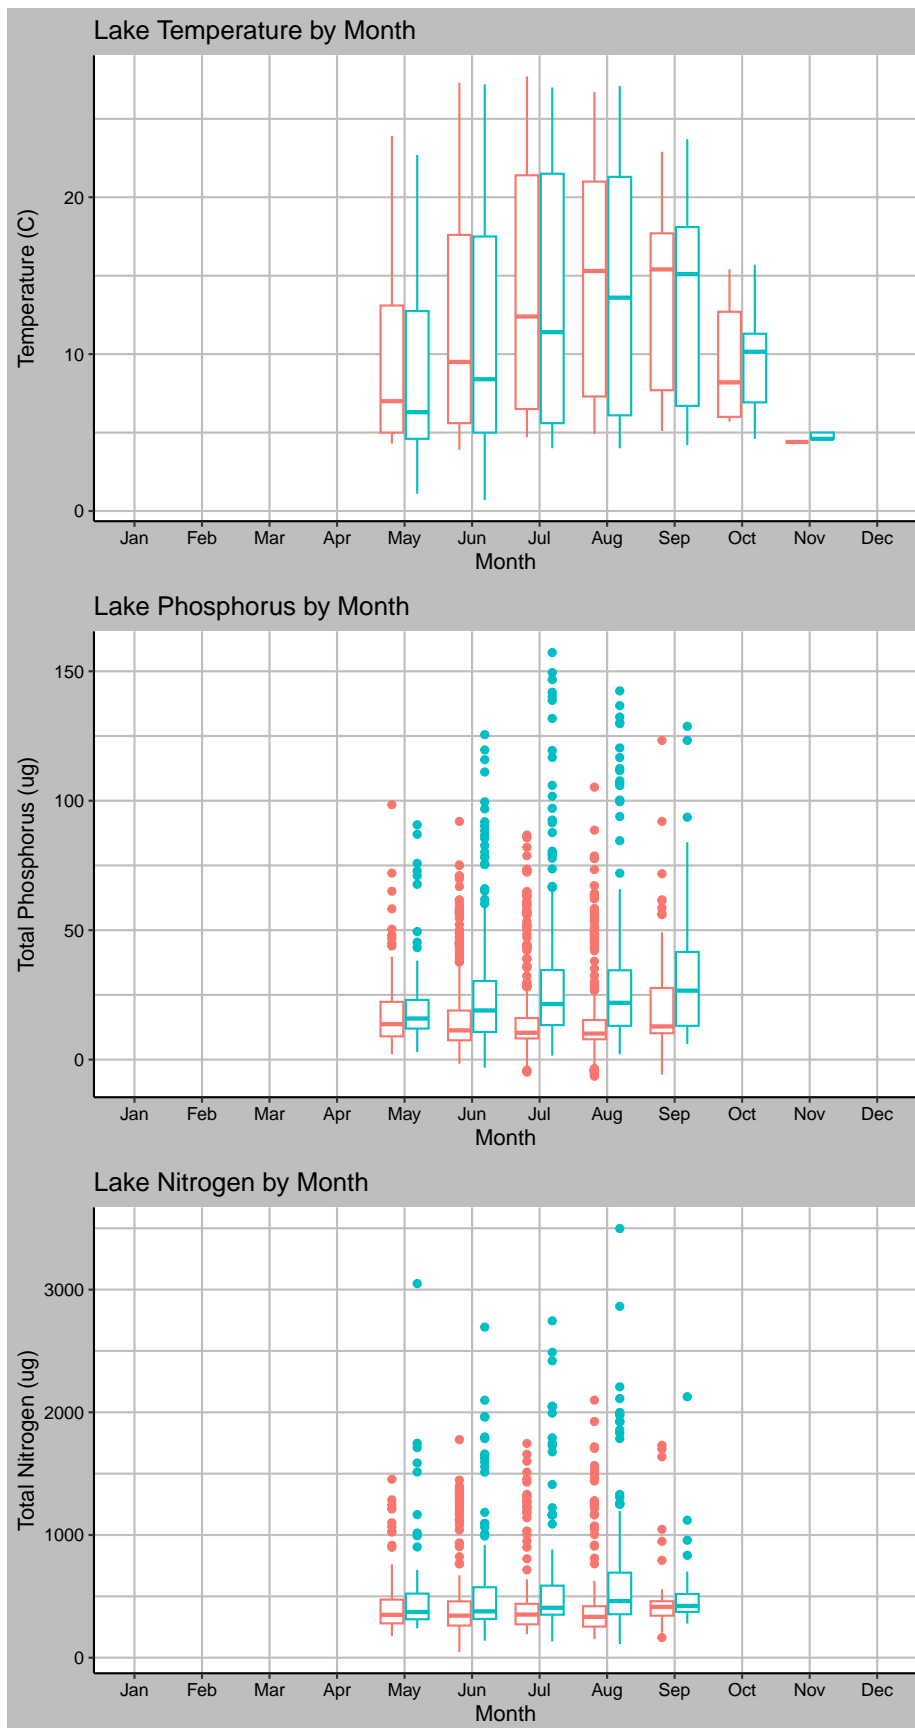 Lake Temperature by Month
Temperature (C)
20
10
0
Jan Feb Mar Apr May Jun Jul Aug Sep Oct Nov Dec
Month
Lake Phosphorus by Month
Total Phosphorus (ug)
150
100
50
0
Jan Feb Mar Apr May Jun Jul Aug Sep Oct Nov Dec
Month
Lake Nitrogen by Month
Total Nitrogen (ug)
3000
2000
1000
0
Jan Feb Mar Apr May Jun Jul Aug Sep Oct Nov Dec
Month